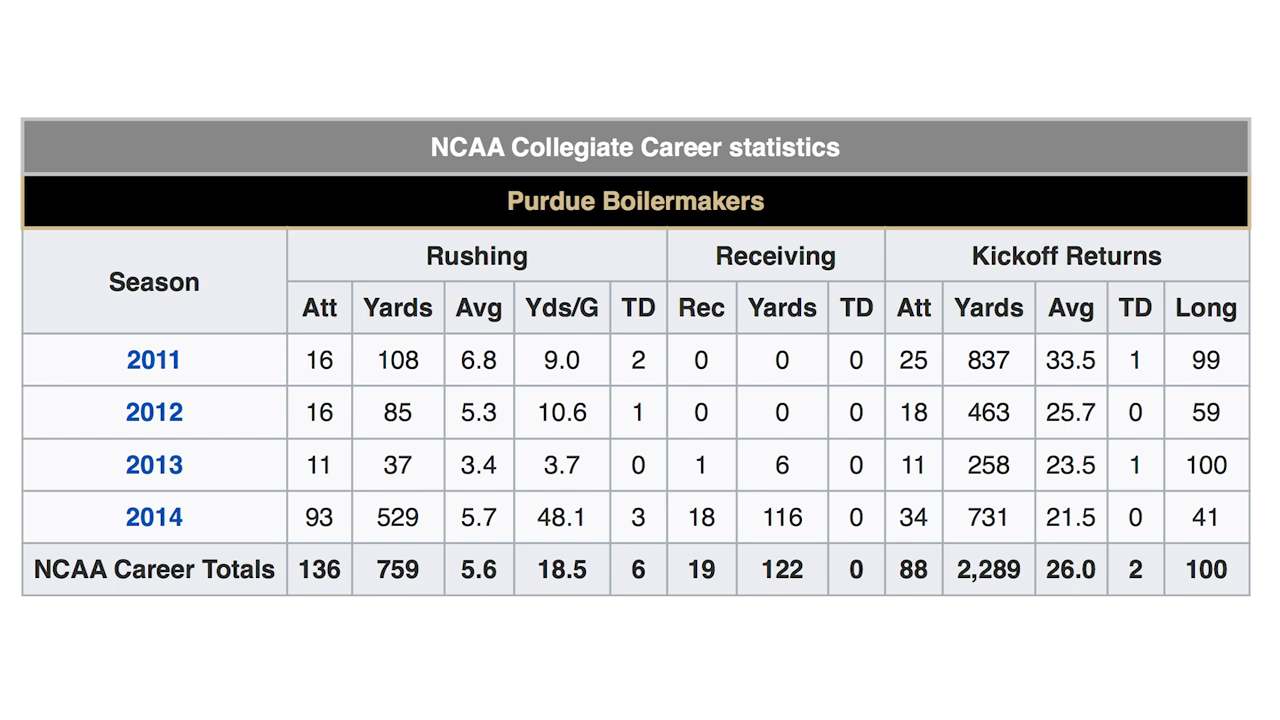 NCAA Collegiate Career statistics
Purdue Boilermakers
Season Rushing Receiving Kickoff Returns
Att Yards Avg Yds/G TD Rec Yards TD Att Yards Avg TD Long
2011 16 108 6.8 9.0 2 0 0 0 25 837 33.5 1 99
2012 16 85 5.3 10.6 1 0 0 0 18 463 25.7 0 59
2013 11 37 3.4 3.7 0 1 6 0 11 258 23.5 1 100
2014 93 529 5.7 48.1 3 18 116 0 34 731 21.5 0 41
NCAA Career Totals 136 759 5.6 18.5 6 19 122 0 88 2,289 26.0 2 100